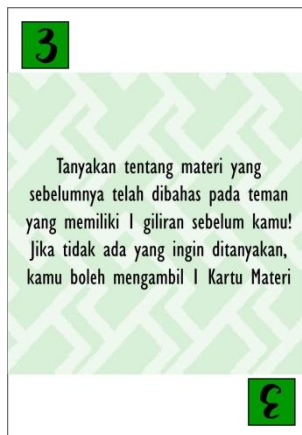 3
Tanyakan tentang materi yang
sebelumnya telah dibahas pada teman
yang memiliki 1 giliran sebelum kamu!
Jika tidak ada yang ingin ditanyakan,
kamu boleh mengambil 1 Kartu Materi
3